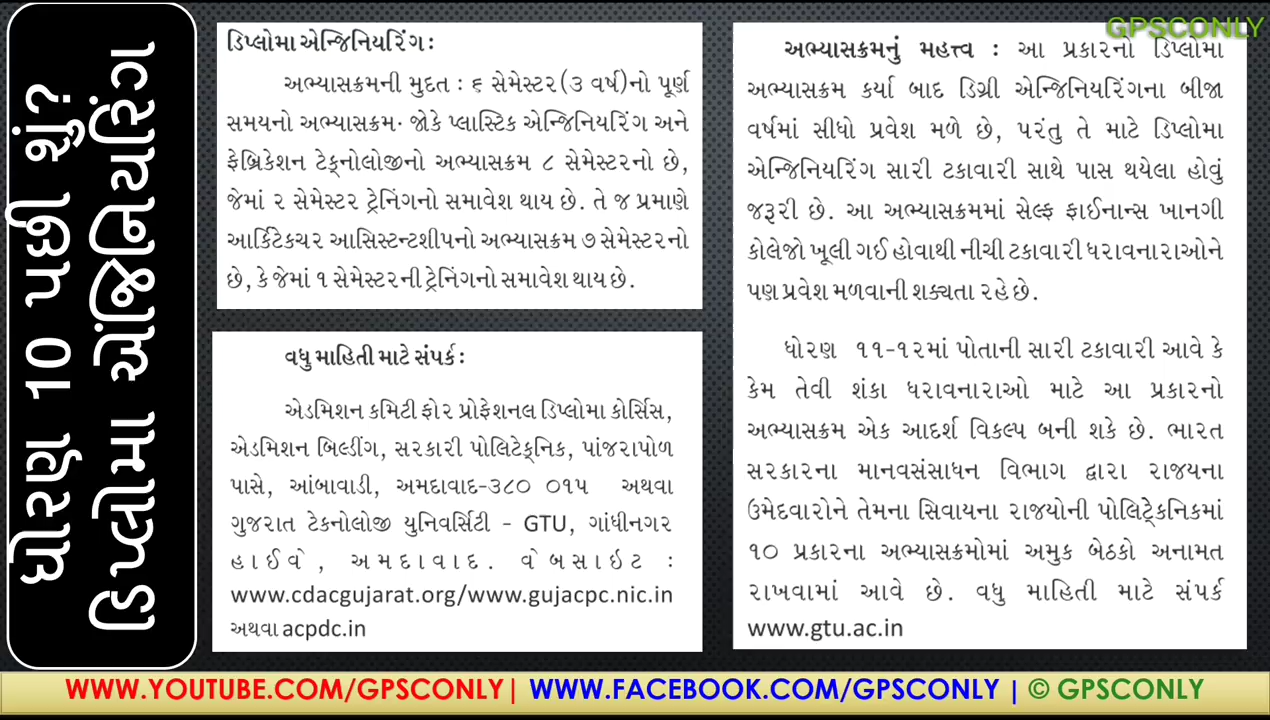 ધોરણ 10 પછી શું?
ડિપ્લોમા એંજિનિયરિંગ
ડિપ્લોમા એન્જિનિયરિંગ:
અભ્યાસક્રમની મુદત : ૬ સેમેસ્ટર(૩ વર્ષ)નો પૂર્ણ
સમયનો અભ્યાસક્રમ. જોકે પ્લાસ્ટિક એન્જિનિયરિંગ અને
ફેબ્રિકેશન ટેક્નોલોજીનો અભ્યાસક્રમ ૮ સેમેસ્ટરનો છે,
જેમાં ૨ સેમેસ્ટર ટ્રેનિંગનો સમાવેશ થાય છે. તે જ પ્રમાણે
આર્કિટેકચર આસિસ્ટન્ટશીપનો અભ્યાસક્રમ ૭ સેમેસ્ટરનો
છે, કે જેમાં ૧ સેમેસ્ટરની ટ્રેનિંગનો સમાવેશ થાય છે.
વધુ માહિતી માટે સંપર્ક:
એડમિશન કમિટી ફોર પ્રોફેશનલ ડિપ્લોમા કોર્સિસ,
એડમિશન બિલ્ડીંગ, સરકારી પોલિટેક્નિક, પાંજરાપોળ
પાસે, આંબાવાડી, અમદાવાદ-૩૮૦ ૦૧૫ અથવા
ગુજરાત ટેકનોલોજી યુનિવર્સિટી - GTU, ગાંધીનગર
હાઈવે, અમદાવાદ. વેબસાઇટ :
www.cdacgujarat.org/www.gujacpc.nic.in
અથવા acpdc.in
GPSCONLY
અભ્યાસક્રમનું મહત્ત્વ : આ પ્રકારનો ડિપ્લોમા
અભ્યાસક્રમ કર્યા બાદ ડિગ્રી એન્જિનિયરિંગના બીજા
વર્ષમાં સીધો પ્રવેશ મળે છે, પરંતુ તે માટે ડિપ્લોમા
એન્જિનિયરિંગ સારી ટકાવારી સાથે પાસ થયેલા હોવું
જરૂરી છે. આ અભ્યાસક્રમમાં સેલ્ફ ફાઈનાન્સ ખાનગી
કોલેજો ખૂલી ગઈ હોવાથી નીચી ટકાવારી ધરાવનારાઓને
પણ પ્રવેશ મળવાની શક્યતા રહે છે.
ધોરણ ૧૧-૧૨માં પોતાની સારી ટકાવારી આવે કે
કેમ તેવી શંકા ધરાવનારાઓ માટે આ પ્રકારનો
અભ્યાસક્રમ એક આદર્શ વિકલ્પ બની શકે છે. ભારત
સરકારના માનવસંસાધન વિભાગ દ્વારા રાજયના
ઉમેદવારોને તેમના સિવાયના રાજયોની પોલિટેક્નિકમાં
૧૦ પ્રકારના અભ્યાસક્રમોમાં અમુક બેઠકો અનામત
રાખવામાં આવે છે. વધુ માહિતી માટે સંપર્ક
www.gtu.ac.in
WWW.YOUTUBE.COM/GPSCONLY| WWW.FACEBOOK.COM/GPSCONLY | © GPSCONLY